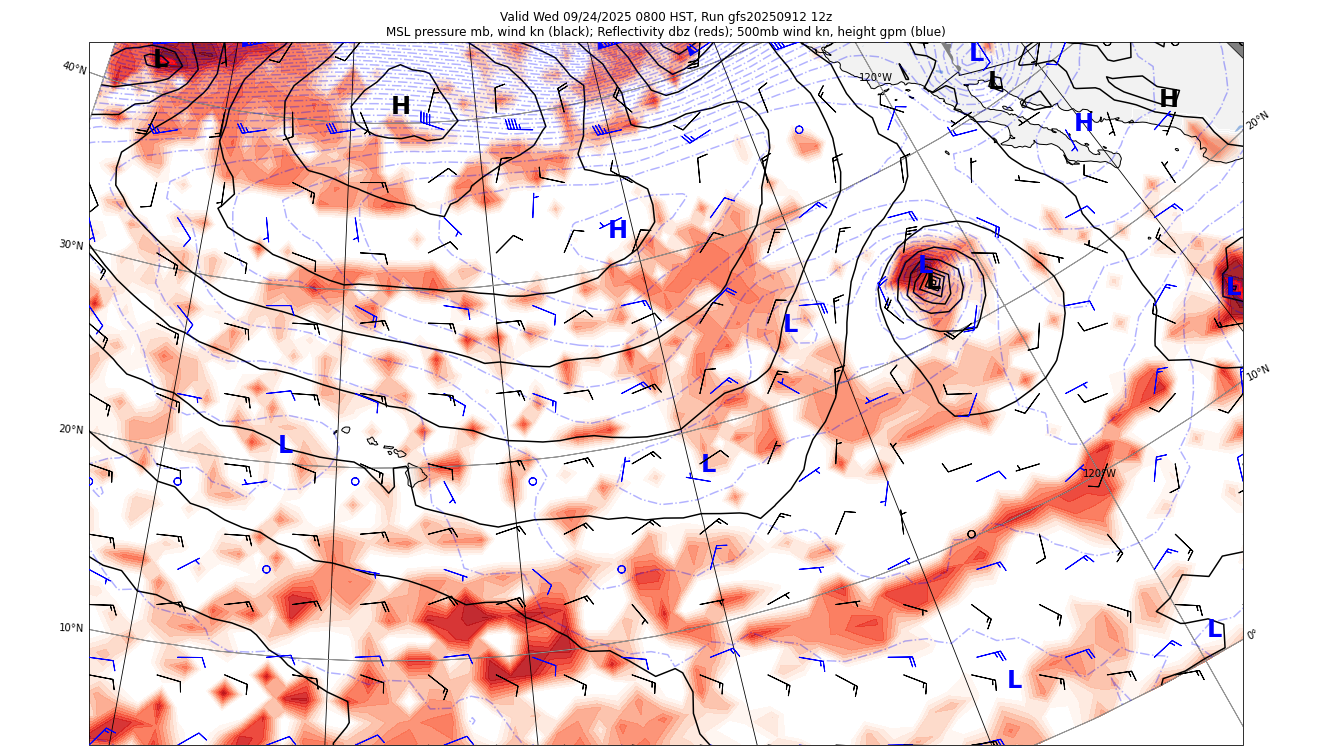 Valid Wed 09/24/2025 0800 HST, Run gfs20250912 12z
MSL pressure mb, wind kn (black); Reflectivity dbz (reds); 500mb wind kn, height gpm (blue)
L
L
40°N
120°W
L
H
H
H
20°N
H
30°N
L
L
L
L
10°N
20°N
L
L
120°W
10°N
L
0°
L